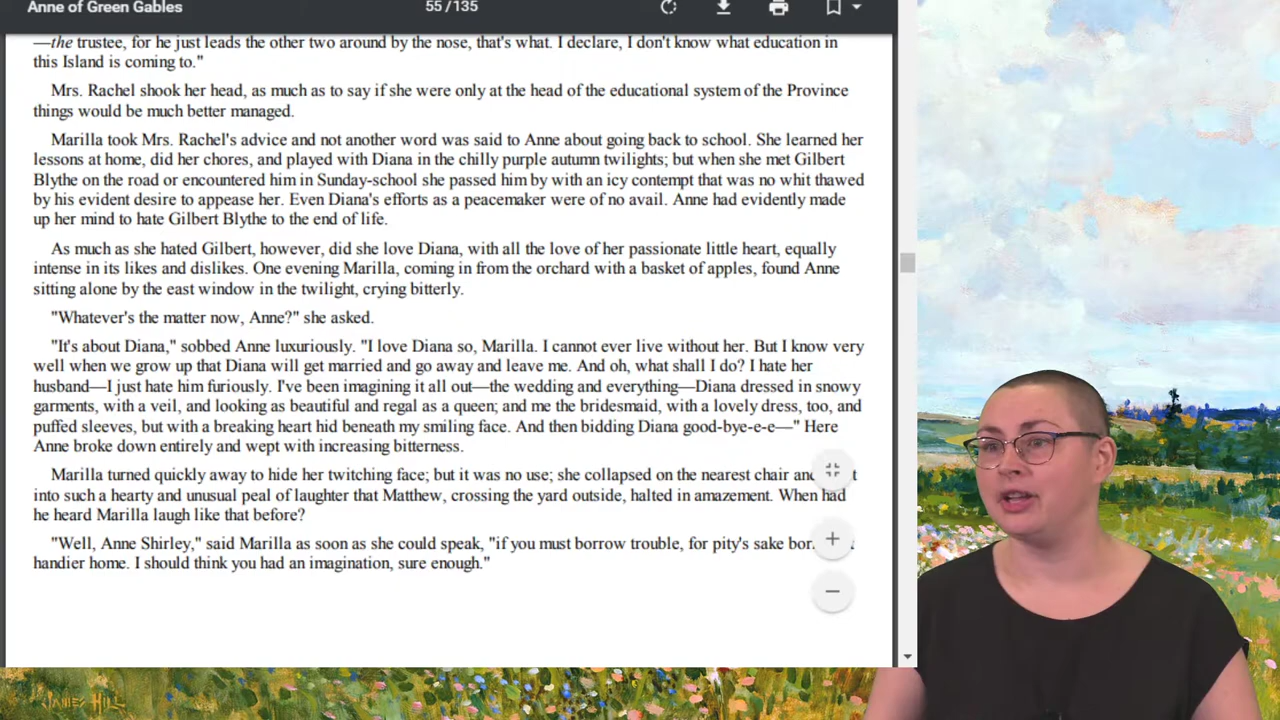 Anne of Green Gables
55 / 135
—the trustee, for he just leads the other two around by the nose, that's what. I declare, I don't know what education in
this Island is coming to."
Mrs. Rachel shook her head, as much as to say if she were only at the head of the educational system of the Province
things would be much better managed.
Marilla took Mrs. Rachel's advice and not another word was said to Anne about going back to school. She learned her
lessons at home, did her chores, and played with Diana in the chilly purple autumn twilights; but when she met Gilbert
Blythe on the road or encountered him in Sunday-school she passed him by with an icy contempt that was no whit thawed
by his evident desire to appease her. Even Diana's efforts as a peacemaker were of no avail. Anne had evidently made
up her mind to hate Gilbert Blythe to the end of life.
As much as she hated Gilbert, however, did she love Diana, with all the love of her passionate little heart, equally
intense in its likes and dislikes. One evening Marilla, coming in from the orchard with a basket of apples, found Anne
sitting alone by the east window in the twilight, crying bitterly.
"Whatever's the matter now, Anne?" she asked.
"It's about Diana," sobbed Anne luxuriously. "I love Diana so, Marilla. I cannot ever live without her. But I know very
well when we grow up that Diana will get married and go away and leave me. And oh, what shall I do? I hate her
husband—I just hate him furiously. I've been imagining it all out—the wedding and everything—Diana dressed in snowy
garments, with a veil, and looking as beautiful and regal as a queen; and me the bridesmaid, with a lovely dress, too, and
puffed sleeves, but with a breaking heart hid beneath my smiling face. And then bidding Diana good-bye-e-e—" Here
Anne broke down entirely and wept with increasing bitterness.
Marilla turned quickly away to hide her twitching face; but it was no use; she collapsed on the nearest chair and
into such a hearty and unusual peal of laughter that Matthew, crossing the yard outside, halted in amazement. When had
he heard Marilla laugh like that before?
"Well, Anne Shirley," said Marilla as soon as she could speak, "if you must borrow trouble, for pity's sake
handier home. I should think you had an imagination, sure enough."
JAMES HILL